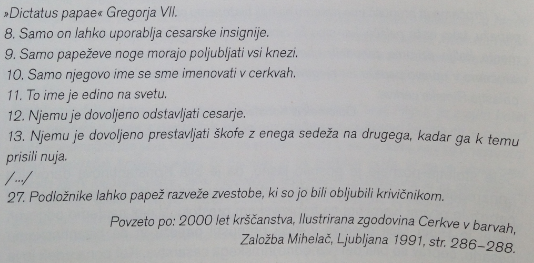 »Dictatus papae« Gregorja VII.
8. Samo on lahko uporablja cesarske insignije.
9. Samo papeževe noge morajo poljubljati vsi knezi.
10. Samo njegovo ime se sme imenovati v cerkvah.
11. To ime je edino na svetu.
12. Njemu je dovoljeno odstavljati cesarje.
13. Njemu je dovoljeno prestavljati škofe z enega sedeža na drugega, kadar ga k temu
prisili nuja.
/.../
27. Podložnike lahko papež razveže zvestobe, ki so jo bili obljubili krivičnikom.
Povzeto po: 2000 let krščanstva, Ilustrirana zgodovina Cerkve v barvah,
Založba Mihelač, Ljubljana 1991, str. 286–288.